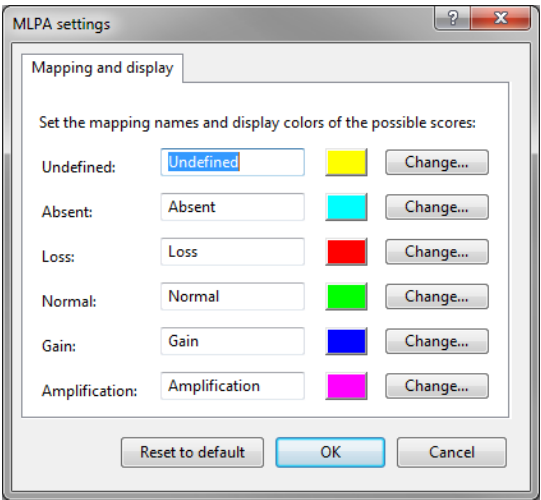 MLPA settings
?
Mapping and display
Set the mapping names and display colors of the possible scores:
Undefined: Undefined Change...
Absent: Absent Change...
Loss: Loss Change...
Normal: Normal Change...
Gain: Gain Change...
Amplification: Amplification Change...
Reset to default OK Cancel